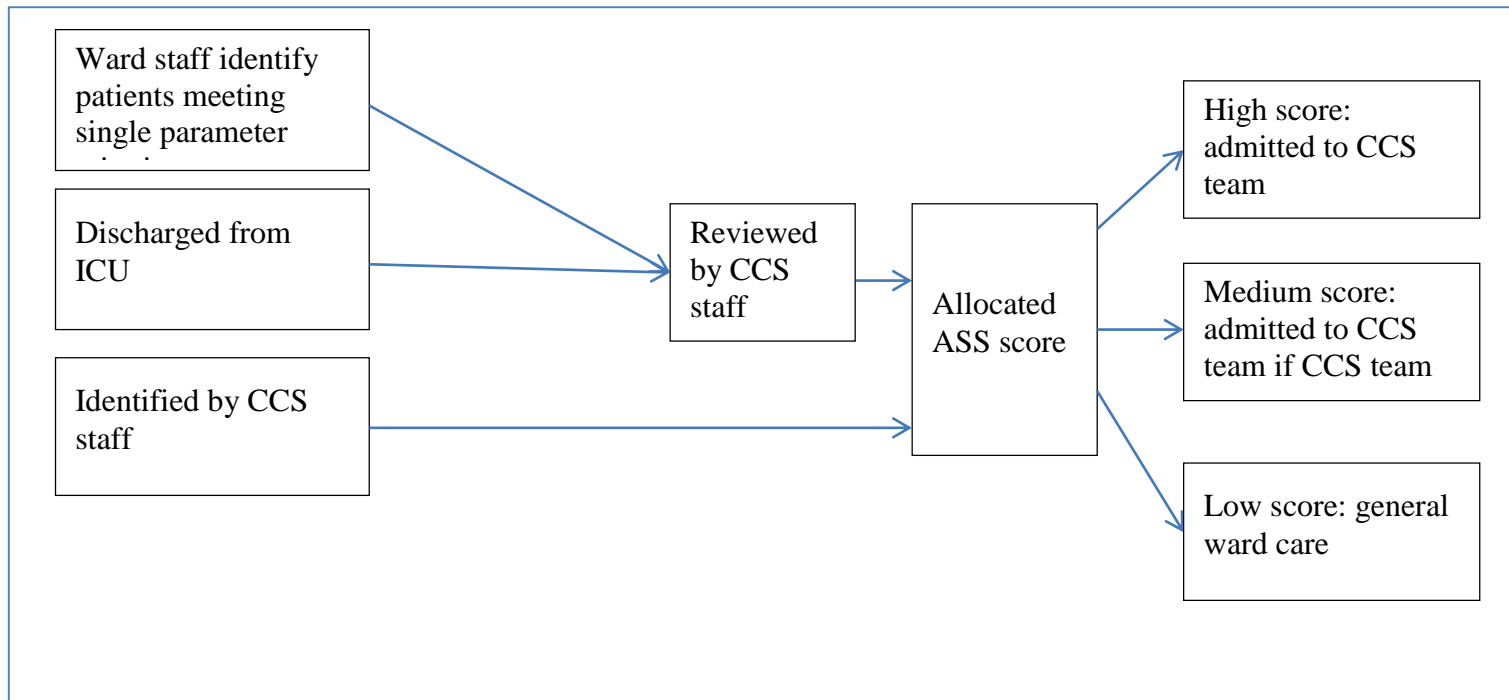 Ward staff identify
patients meeting
single parameter
Discharged from
ICU
Identified by CCS
staff
Reviewed
by CCS
staff
Allocated
ASS score
High score:
admitted to CCS
team
Medium score:
admitted to CCS
team if CCS team
Low score: general
ward care